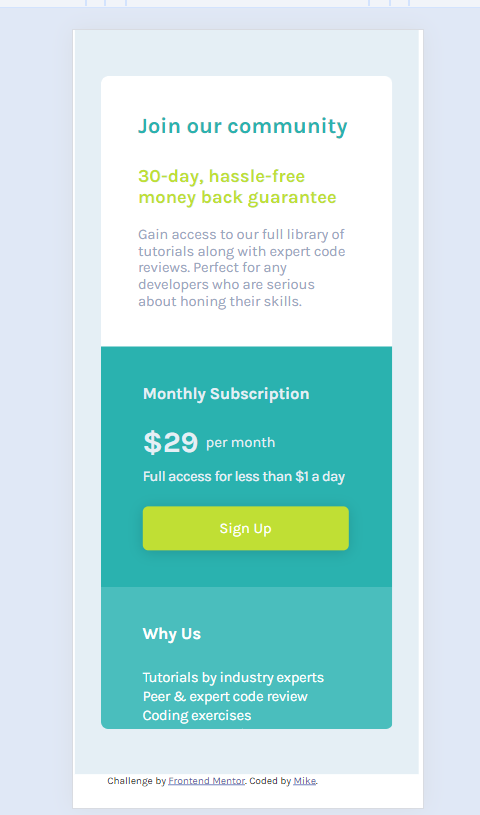 Join our community
30-day, hassle-free
money back guarantee
Gain access to our full library of
tutorials along with expert code
reviews. Perfect for any
developers who are serious
about honing their skills.
Monthly Subscription
$29 per month
Full access for less than $1 a day
Sign Up
Why Us
Tutorials by industry experts
Peer & expert code review
Coding exercises
Challenge by Frontend Mentor. Coded by Mike.